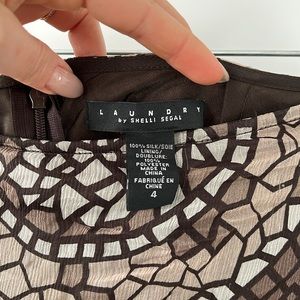 LAUNDRY
by SHELLI SEGAL
100% SILK/SOIE
LINING/
DOUBLURE:
100%
POLYESTER
MADE IN
CHINA
FABRIQUÉ EN
CHINE
4